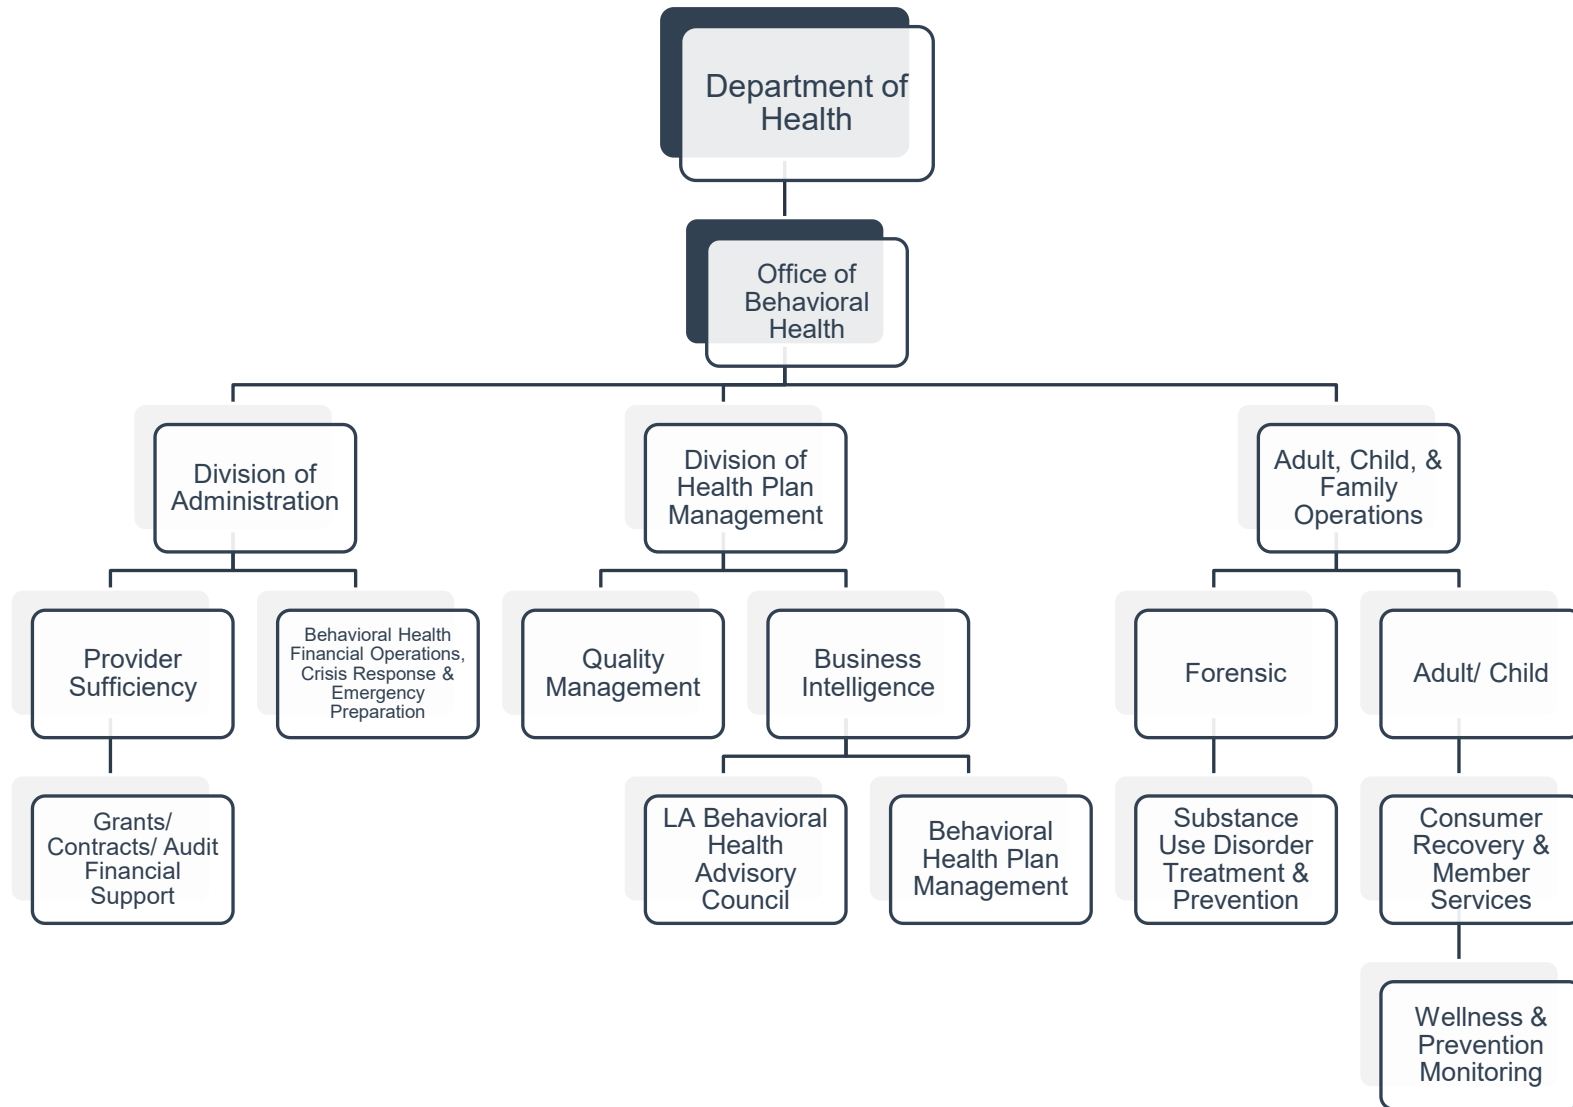 Department of
Health
Office of
Behavioral
Health
Division of
Administration
Division of
Health Plan
Management
Adult, Child, &
Family
Operations
Provider
Sufficiency
Behavioral Health
Financial Operations,
Crisis Response &
Emergency
Preparation
Quality
Management
Business
Intelligence
Forensic
Adult/ Child
Grants/
Contracts/ Audit
Financial
Support
LA Behavioral
Health
Advisory
Council
Behavioral
Health Plan
Management
Substance
Use Disorder
Treatment &
Prevention
Consumer
Recovery &
Member
Services
Wellness &
Prevention
Monitoring